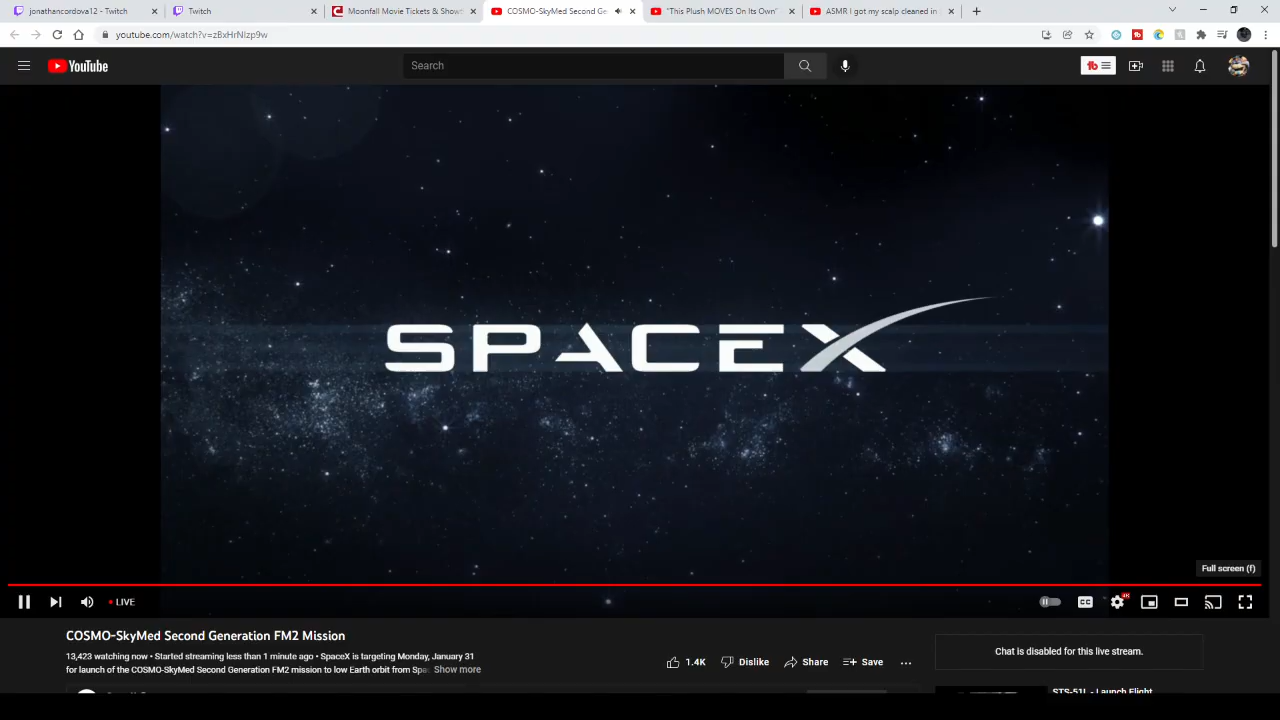 jonathancordova12 - Twitch
Twitch
Moonfall Movie Tickets & Showt
COSMO-SkyMed Second Ge
"This Plush MOVES On Its Own"
ASMR I got my scalp cleaned in
youtube.com/watch?v=zBxHrNIzp9w
YouTube
Search
SPACEX
Full screen (f)
LIVE
CC
4K
COSMO-SkyMed Second Generation FM2 Mission
13,423 watching now • Started streaming less than 1 minute ago • SpaceX is targeting Monday, January 31
for launch of the COSMO-SkyMed Second Generation FM2 mission to low Earth orbit from Spa Show more
1.4K
Dislike
Share
Save
Chat is disabled for this live stream.
STS-51L - Launch Flight